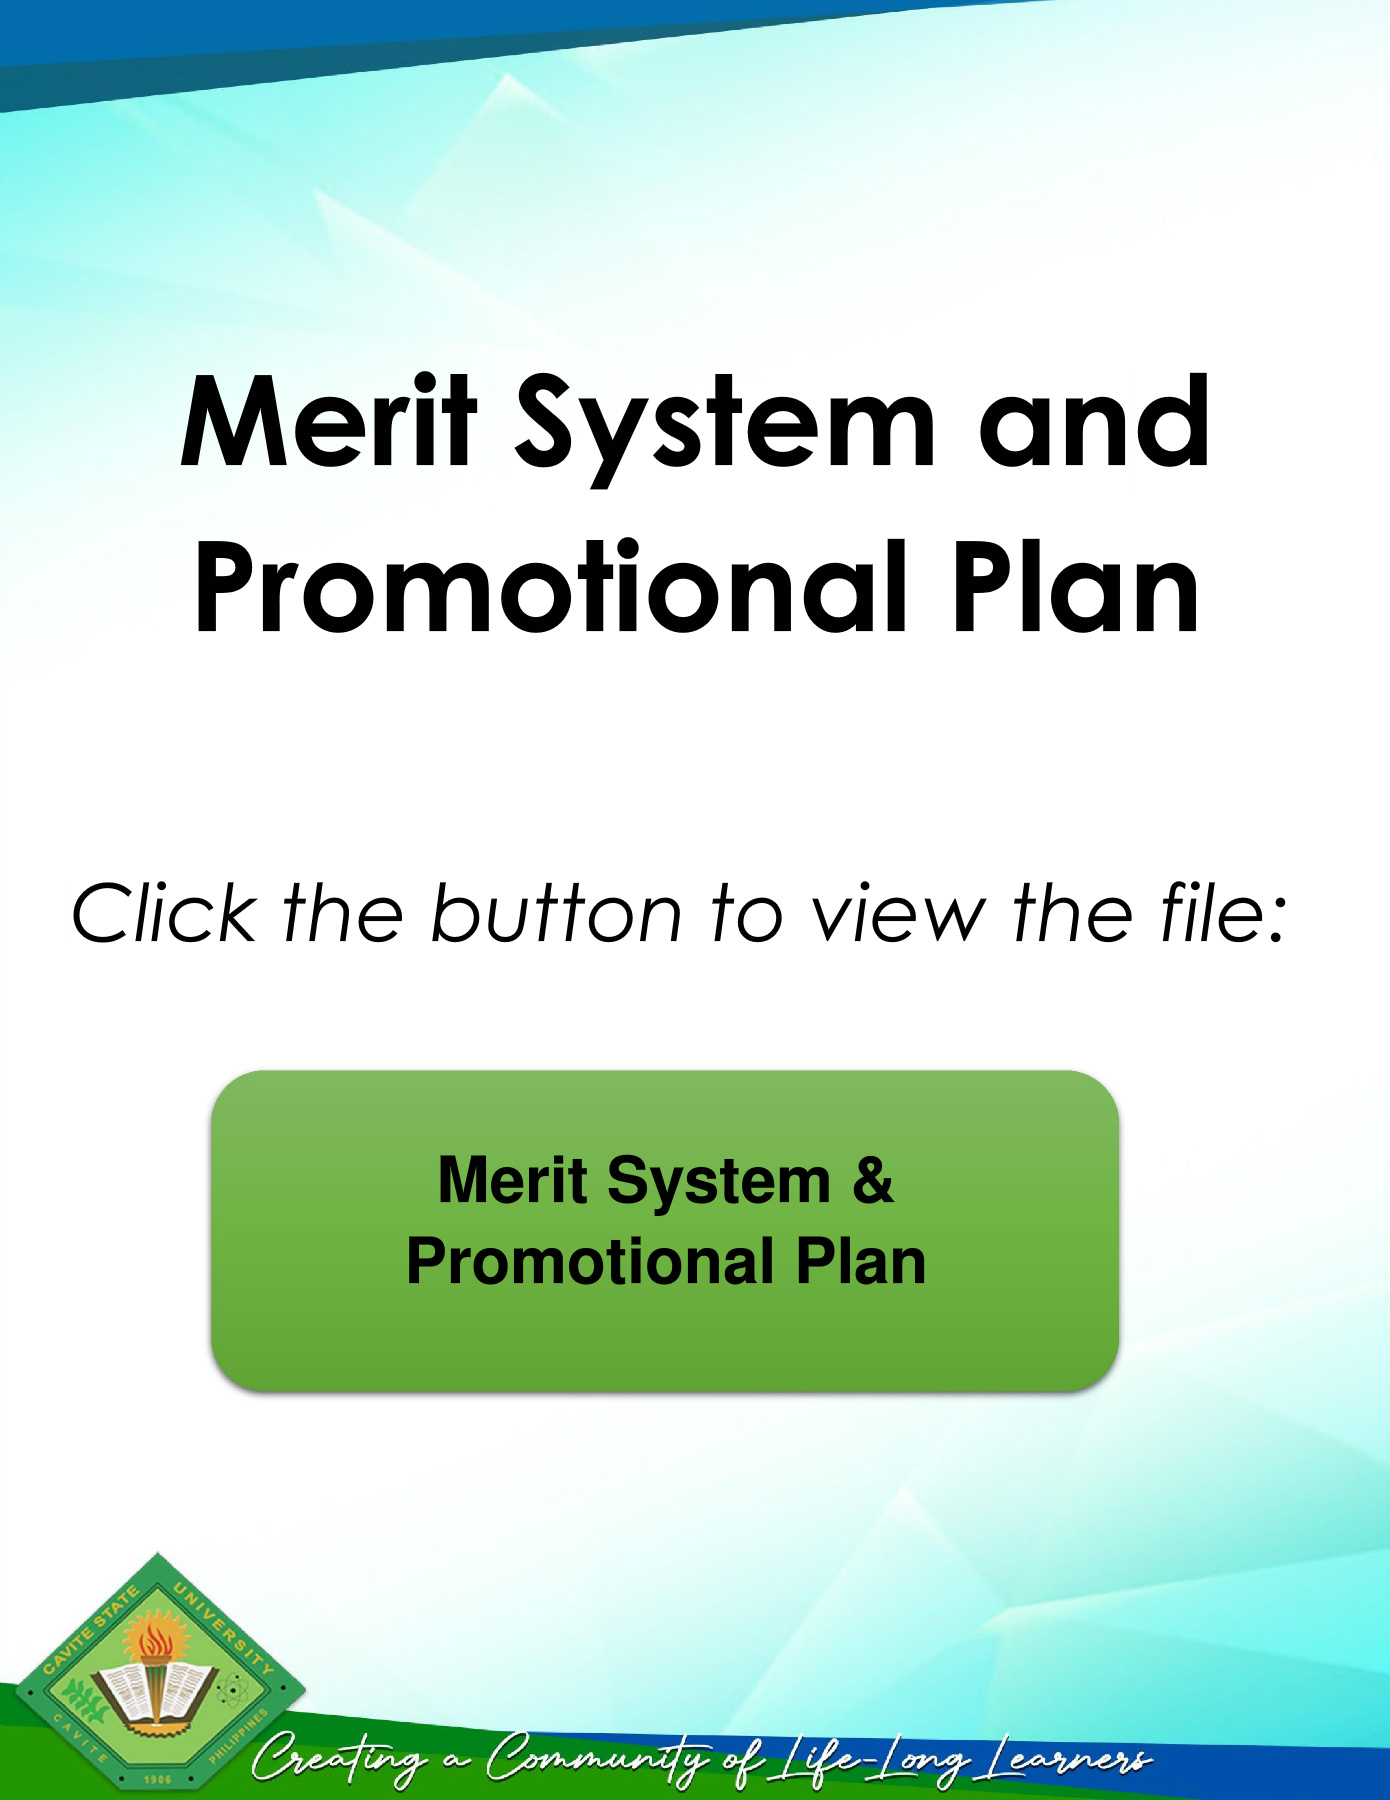 Merit System and
Promotional Plan
Click the button to view the file:
Merit System &
Promotional Plan
CAVITE STATE UNIVERSITY
CAVITE PHILIPPINES
1906
Creating a Community of Life-Long Learners